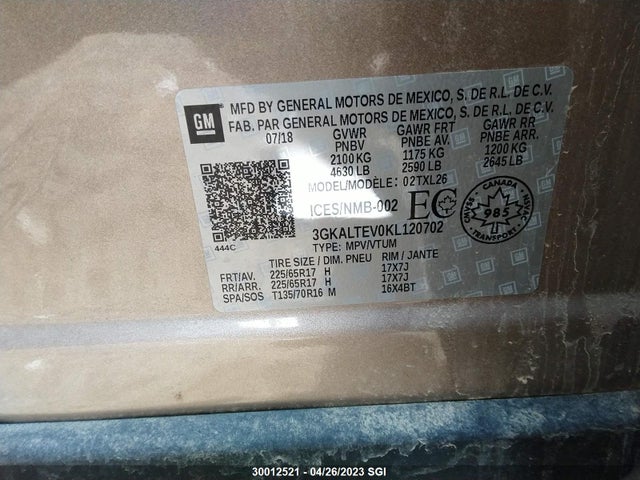 GM
MFD BY GENERAL MOTORS DE MEXICO, S. DE R.L. DE C.V.
FAB. PAR GENERAL MOTORS DE MEXICO, S. DE R.L. DE C.V.
07/18 GVWR GAWR FRT GAWR RR
PNBV PNBE AV. PNBE ARR.
2100 KG 1175 KG 1200 KG
4630 LB 2590 LB 2645 LB
MODEL/MODÈLE: 02TXL26
ICES/NMB-002 EC
CANADA
CMVSS 985 NSVAC
TRANSPORT
3GKALTEV0KL120702
444C TYPE: MPV/VTUM
TIRE SIZE / DIM. PNEU RIM / JANTE
FRT/AV. 225/65R17 H 17X7J
RR/ARR. 225/65R17 H 17X7J
SPA/SOS T135/70R16 M 16X4BT
30012521 - 04/26/2023 SGI